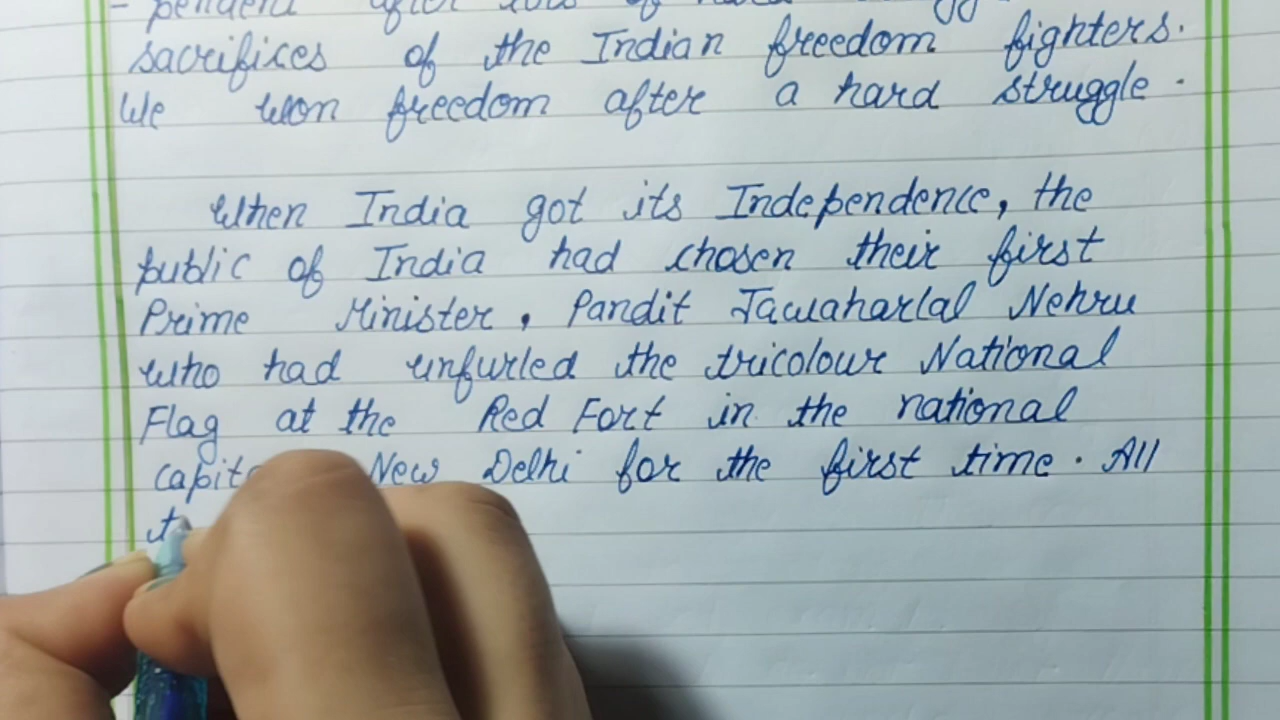 sacrifices of the Indian freedom fighters.
We won freedom after a hard struggle.
When India got its Independence, the
public of India had chosen their first
Prime Minister, Pandit Jawaharlal Nehru
who had unfurled the tricolour National
Flag at the Red Fort in the national
New Delhi for the first time. All